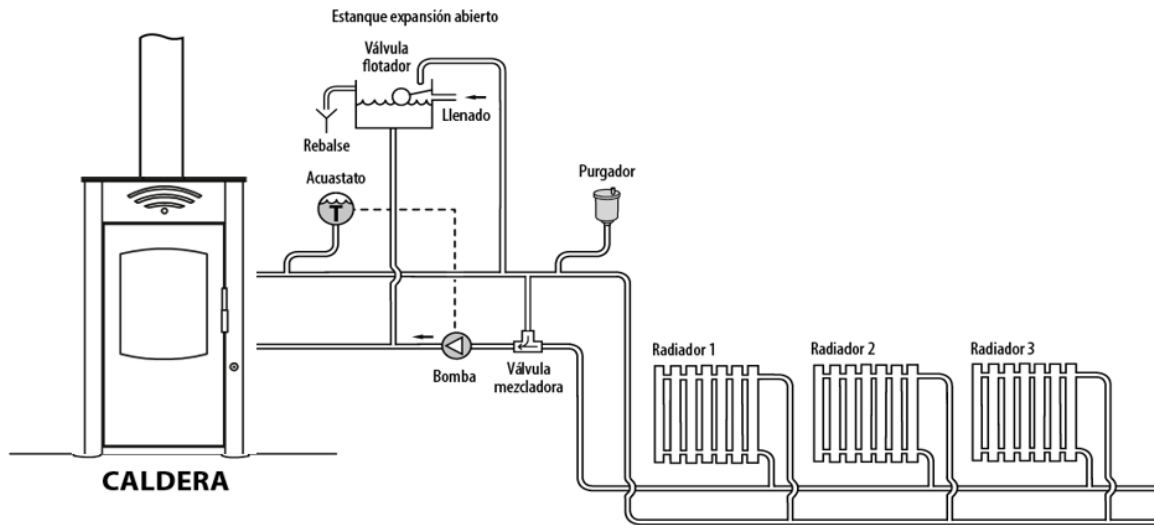 Estanque expansión abierto
Válvula
flotador
Llenado
Rebalse
Acuastato
T
Purgador
Bomba
Válvula
mezcladora
Radiador 1
Radiador 2
Radiador 3
CALDERA